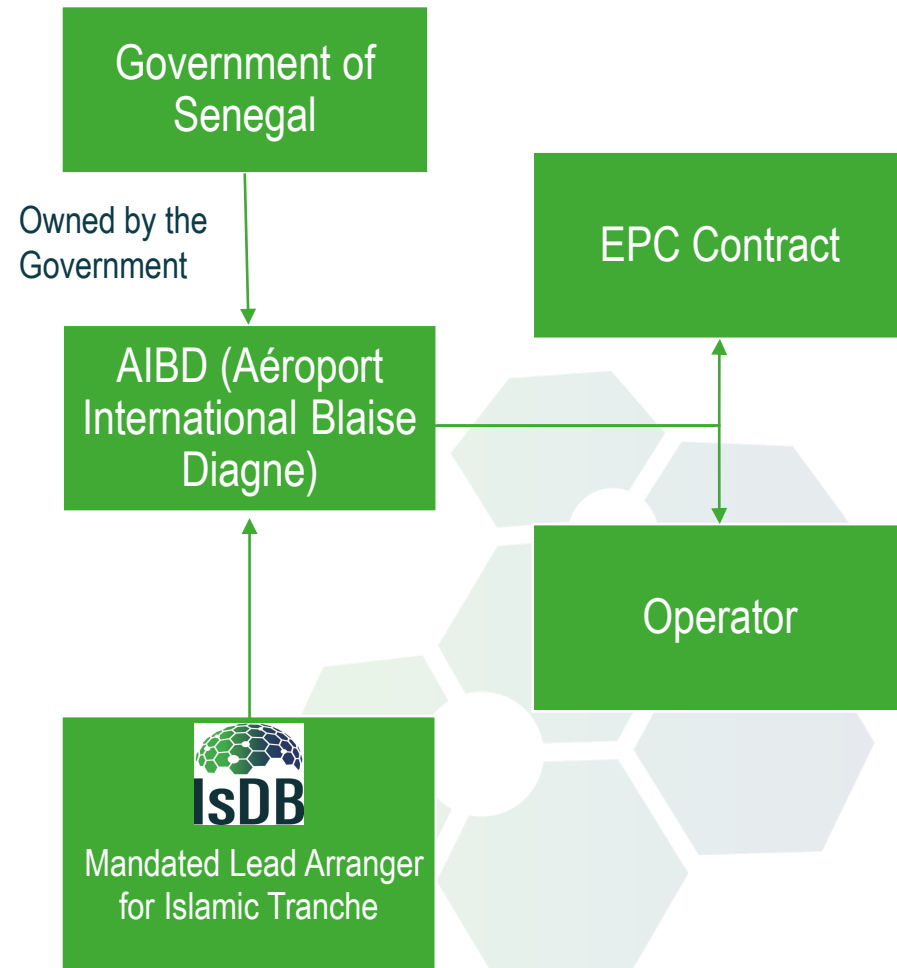 Government of
Senegal
Owned by the
Government
EPC Contract
AIBD (Aéroport
International Blaise
Diagne)
Operator
IsDB
Mandated Lead Arranger
for Islamic Tranche